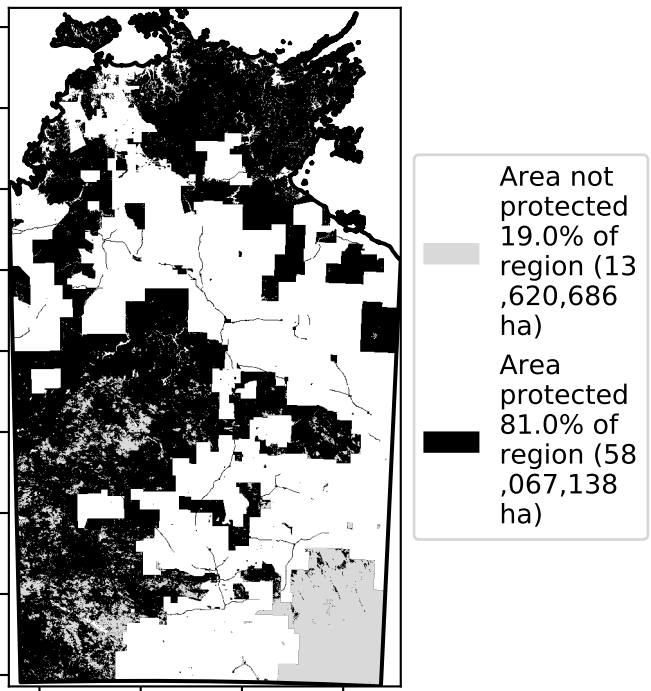 Area not
protected
19.0% of
region (13
,620,686
ha)
Area
protected
81.0% of
region (58
,067,138
ha)